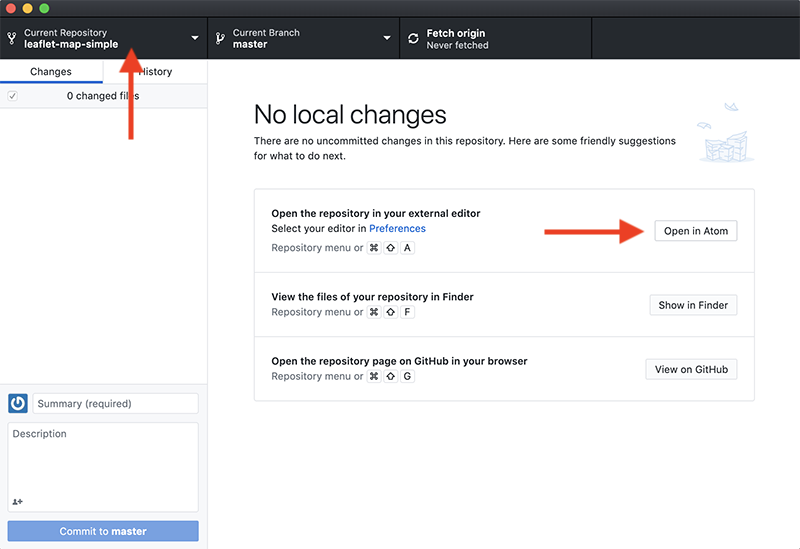 Current Repository
leaflet-map-simple
Current Branch
master
Fetch origin
Never fetched
Changes
History
0 changed files
No local changes
There are no uncommitted changes in this repository. Here are some friendly suggestions
for what to do next.
Open the repository in your external editor
Select your editor in Preferences
Repository menu or ⌘ ⇧ A
Open in Atom
View the files of your repository in Finder
Repository menu or ⌘ ⇧ F
Show in Finder
Open the repository page on GitHub in your browser
Repository menu or ⌘ ⇧ G
View on GitHub
Summary (required)
Description
Commit to master